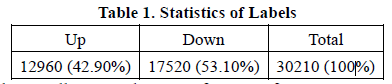 Table 1. Statistics of Labels
Up Down Total
12960 (42.90%) 17520 (53.10%) 30210 (100%)